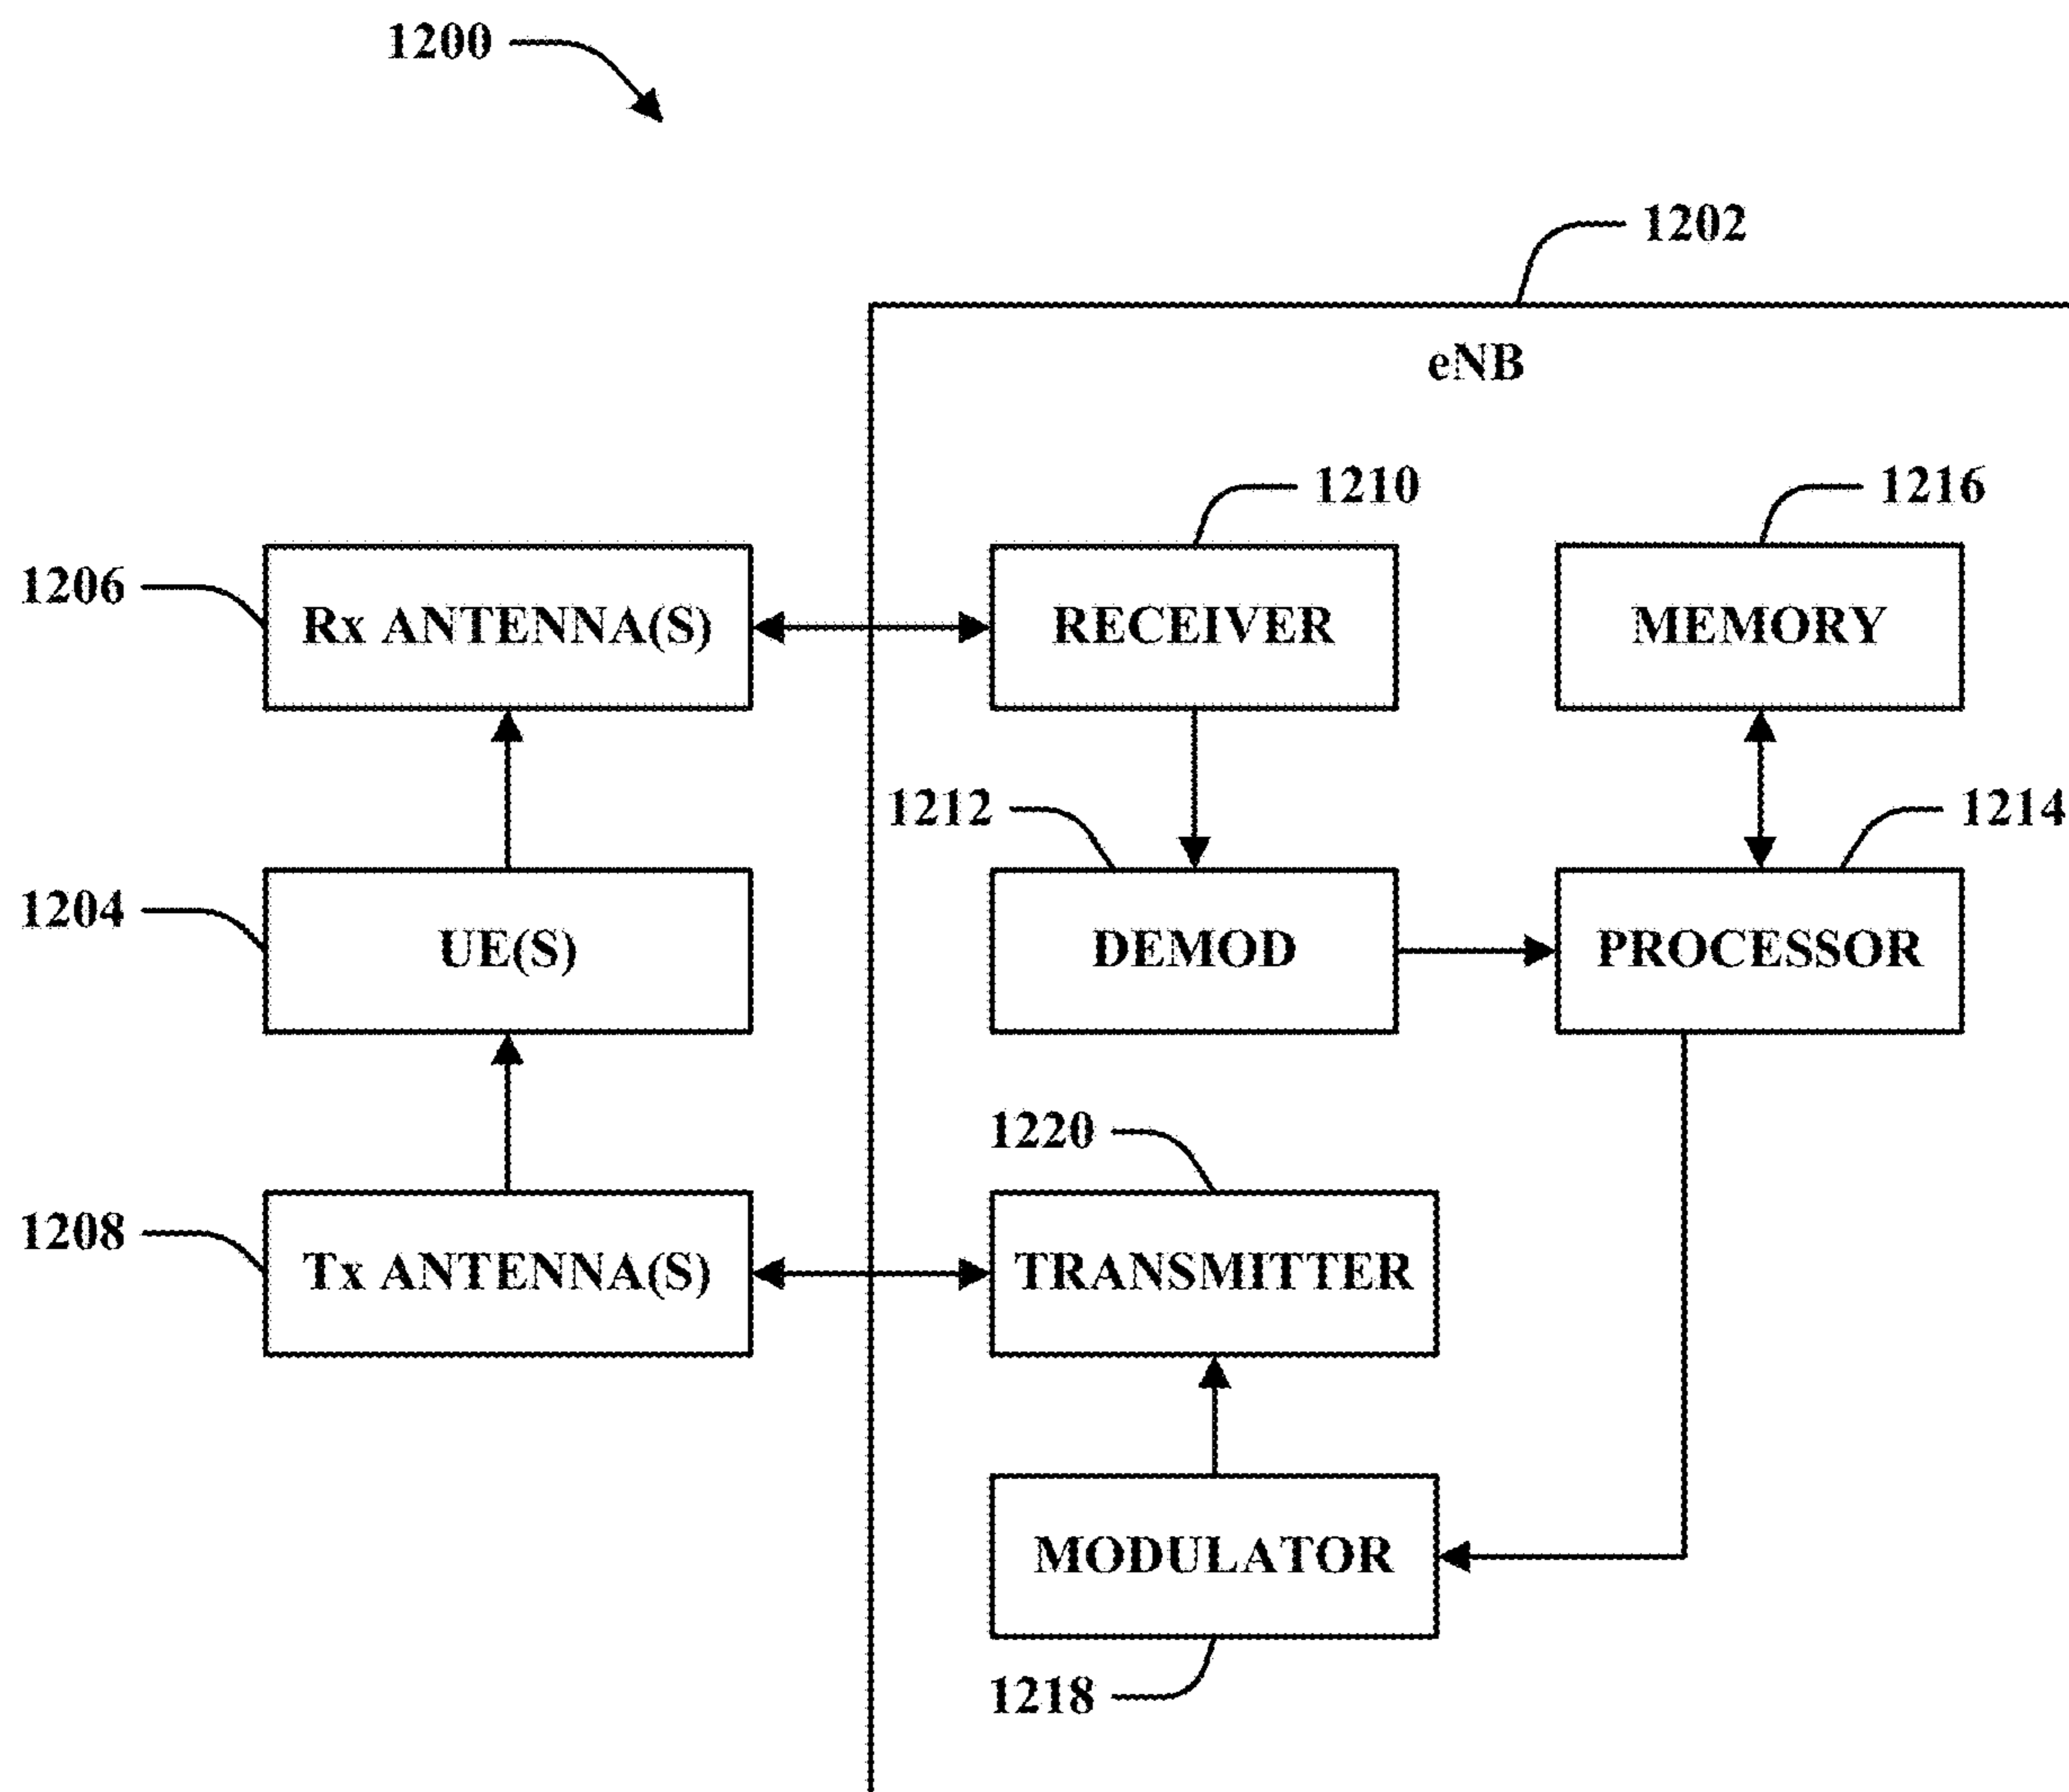 1200
1202
eNB
1210
1216
1206
Rx ANTENNA(S)
RECEIVER
MEMORY
1212
1214
1204
UE(S)
DEMOD
PROCESSOR
1220
1208
Tx ANTENNA(S)
TRANSMITTER
MODULATOR
1218